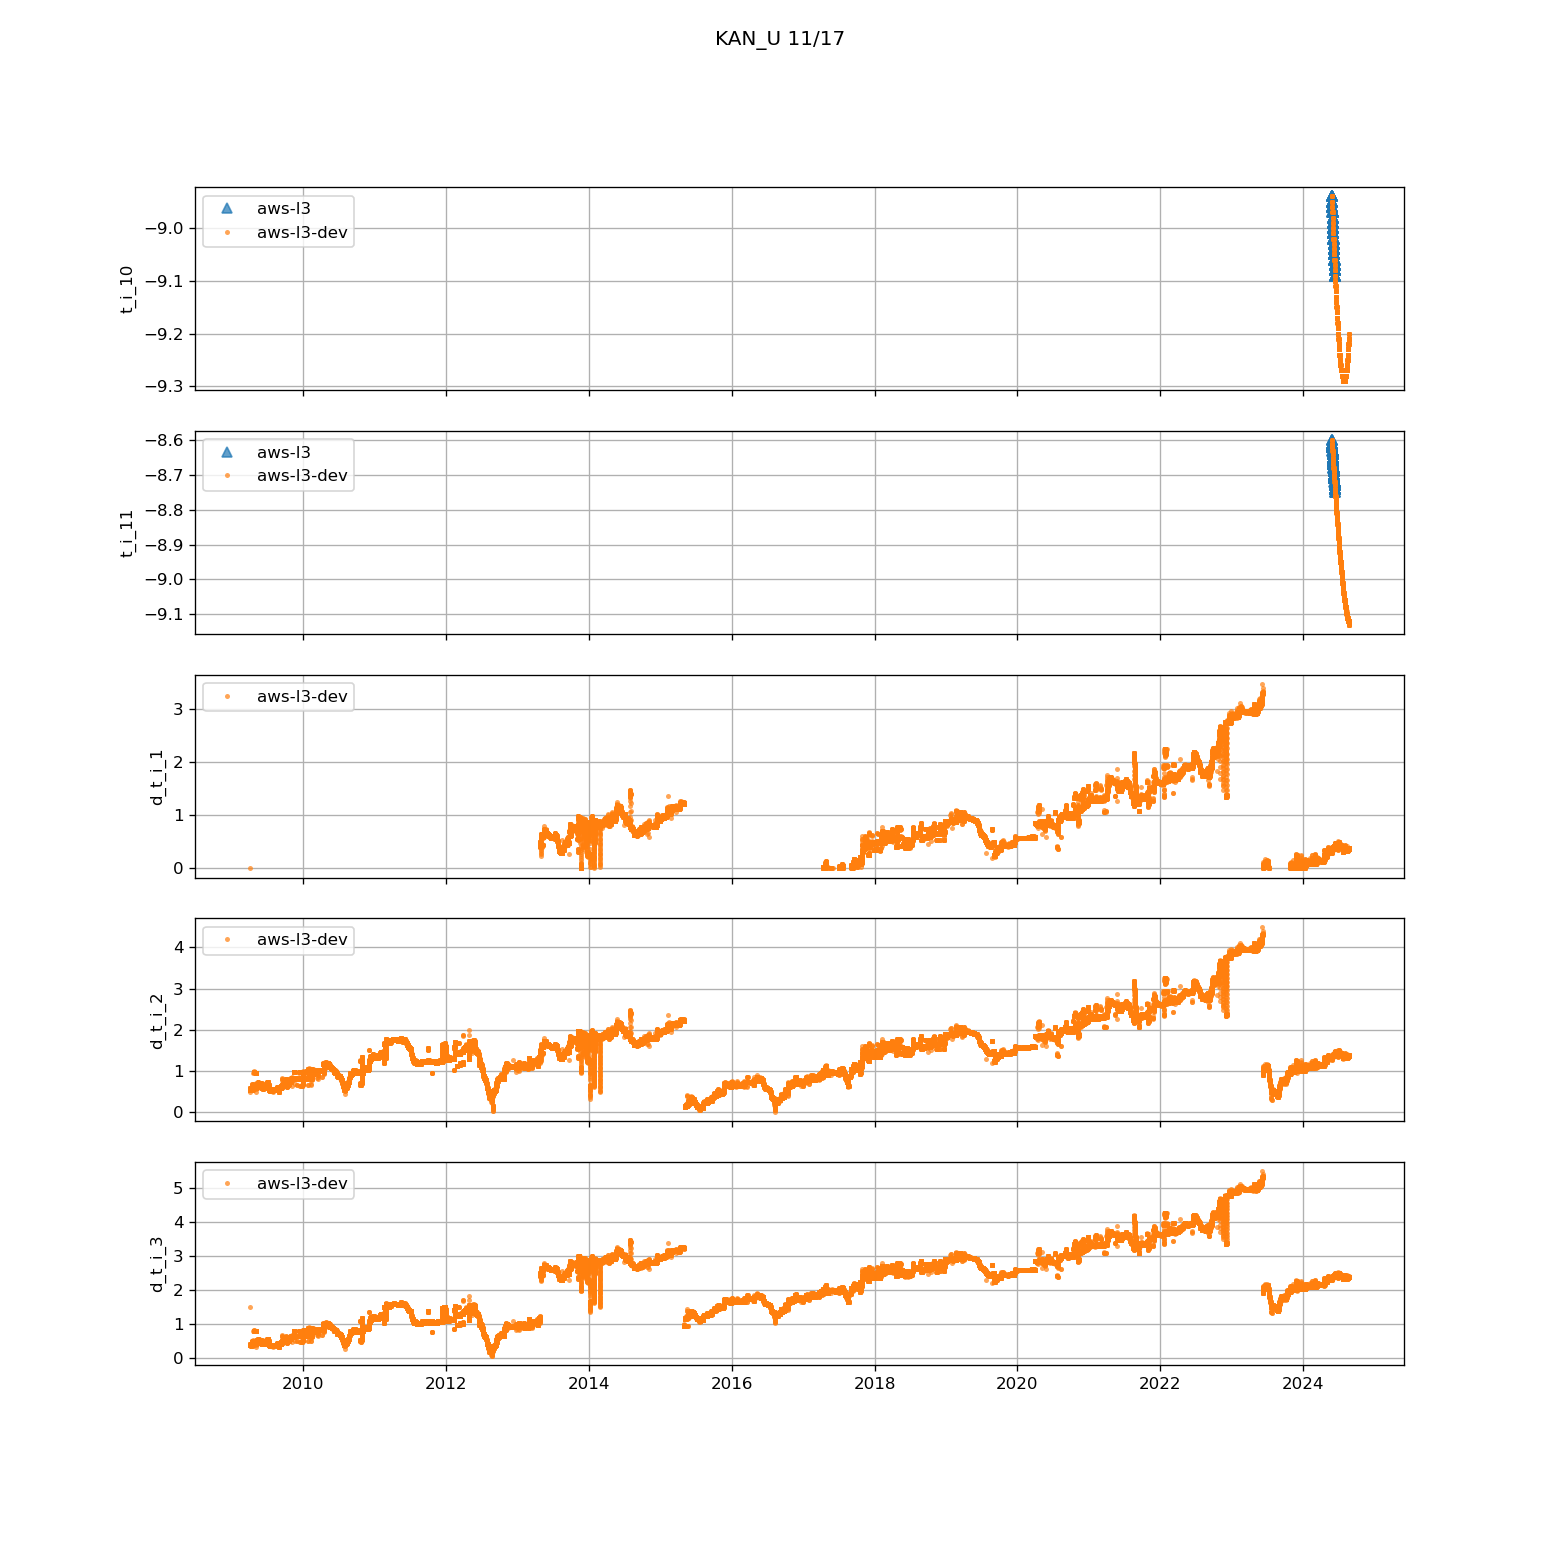 KAN_U 11/17
aws-l3
aws-l3-dev
t_i_10
−9.0
−9.1
−9.2
−9.3
aws-l3
aws-l3-dev
t_i_11
−8.6
−8.7
−8.8
−8.9
−9.0
−9.1
aws-l3-dev
d_t_i_1
3
2
1
0
aws-l3-dev
d_t_i_2
4
3
2
1
0
aws-l3-dev
d_t_i_3
5
4
3
2
1
0
2010 2012 2014 2016 2018 2020 2022 2024